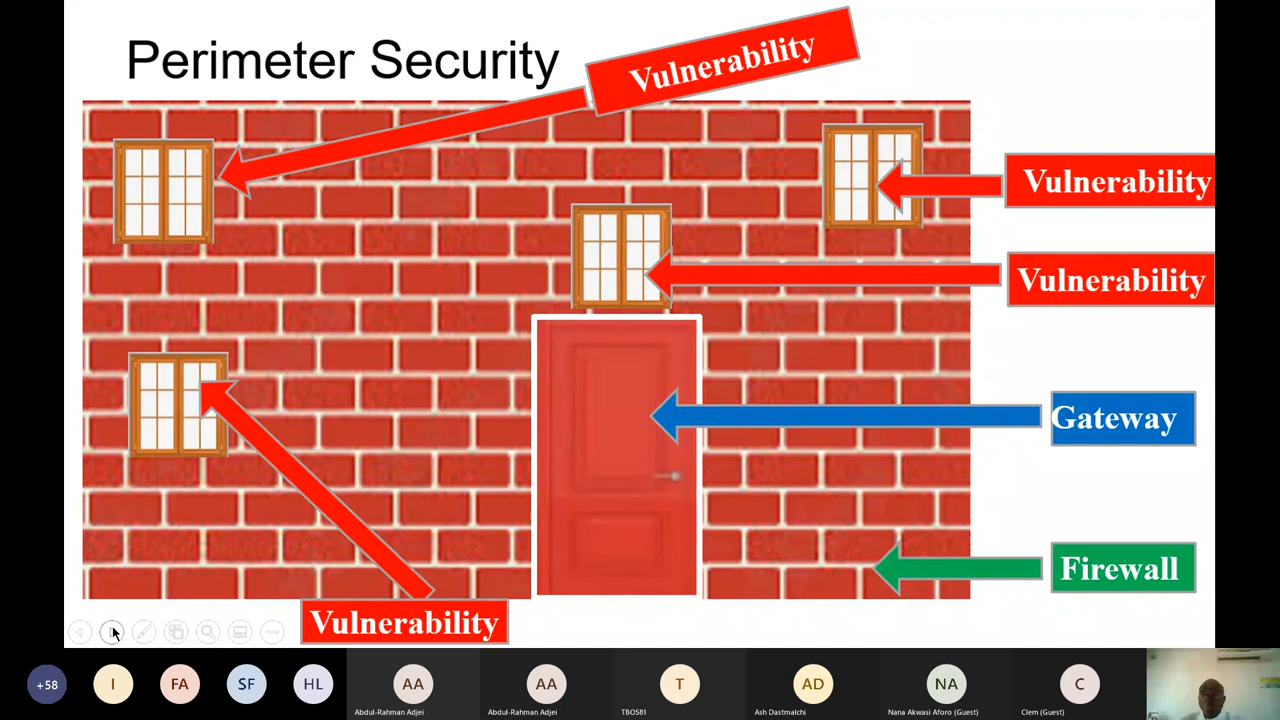 Perimeter Security
Vulnerability
Vulnerability
Vulnerability
Gateway
Firewall
Vulnerability
+58
I
FA
SF
HL
AA
AA
T
AD
NA
C
Abdul-Rahman Adjei
Abdul-Rahman Adjei
TBO581
Ash Dastmalchi
Nana Akwasi Aforo (Guest)
Clem (Guest)